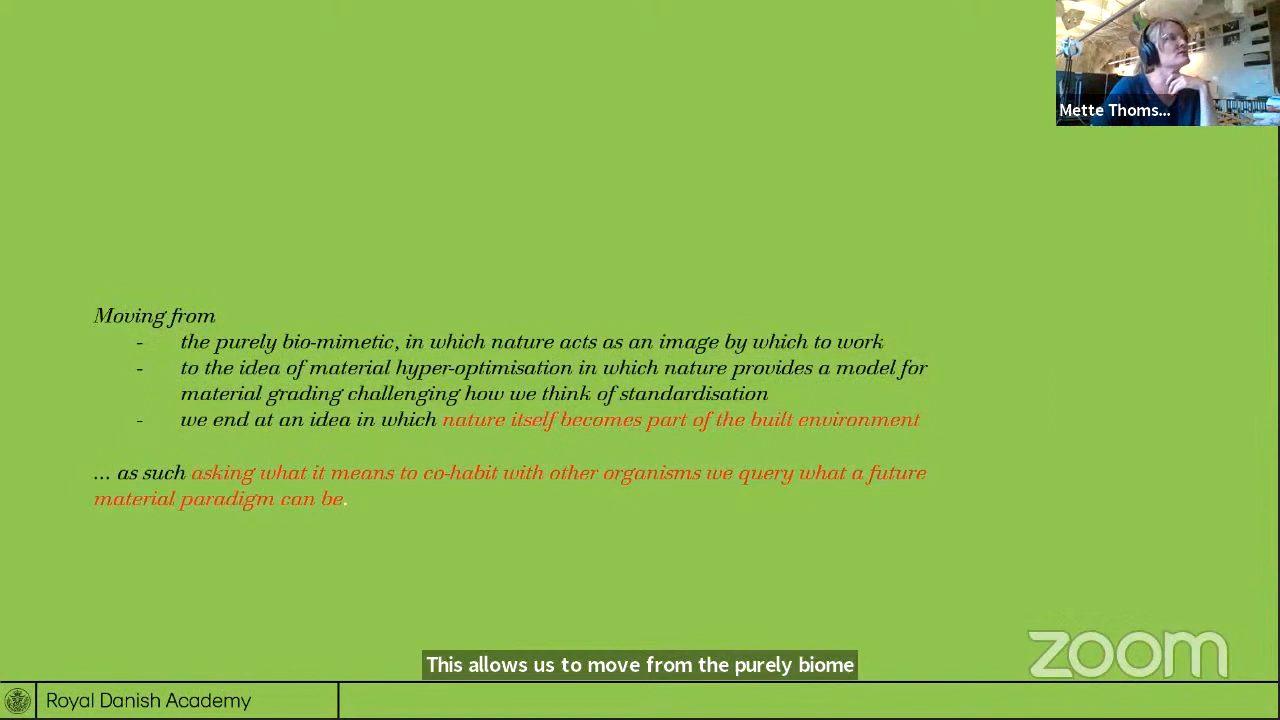 Mette Thoms...
Moving from
- the purely bio-mimetic, in which nature acts as an image by which to work
- to the idea of material hyper-optimisation in which nature provides a model for
material grading challenging how we think of standardisation
- we end at an idea in which nature itself becomes part of the built environment
... as such asking what it means to co-habit with other organisms we query what a future
material paradigm can be.
This allows us to move from the purely biome
zoom
Royal Danish Academy